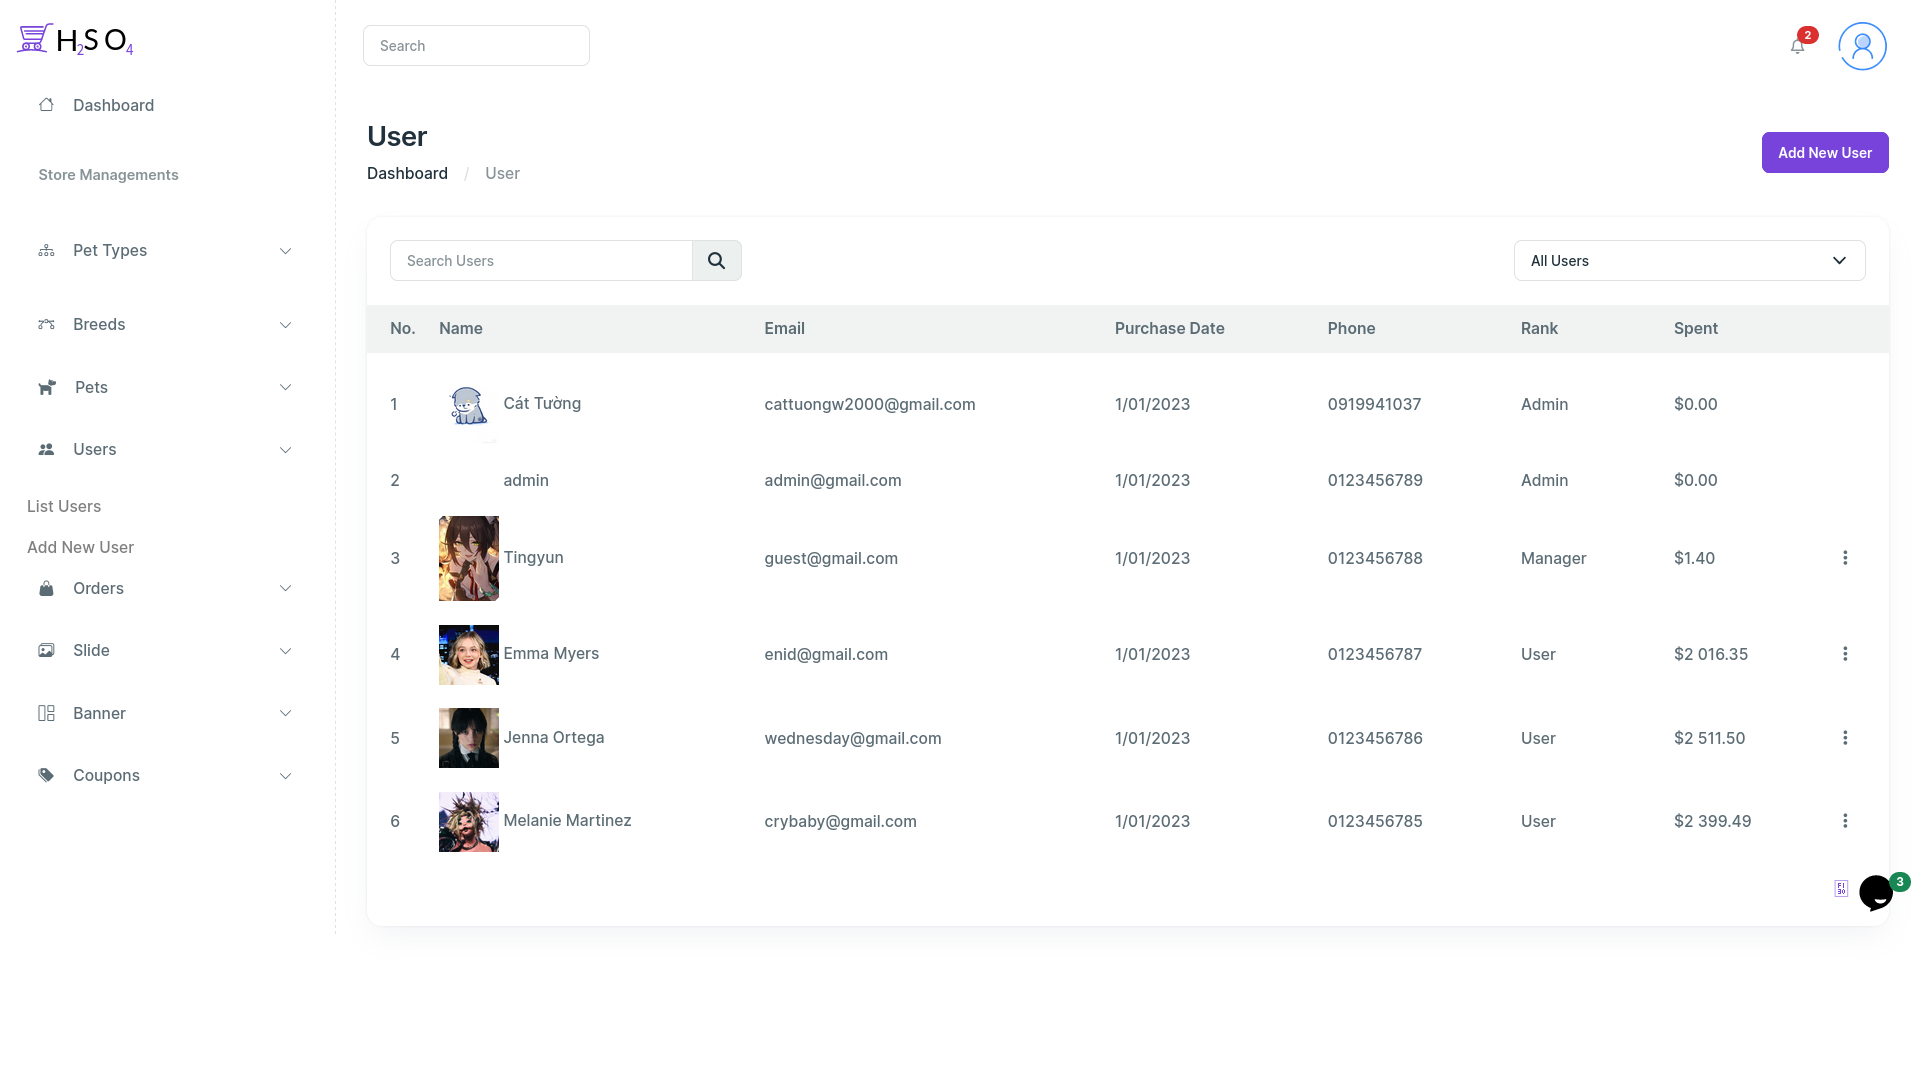 H2SO4
Search
2
Dashboard
Store Managements
Pet Types
Breeds
Pets
Users
List Users
Add New User
Orders
Slide
Banner
Coupons
User
Dashboard / User
Add New User
Search Users
All Users
No. Name Email Purchase Date Phone Rank Spent
1 Cát Tường cattuongw2000@gmail.com 1/01/2023 0919941037 Admin $0.00
2 admin admin@gmail.com 1/01/2023 0123456789 Admin $0.00
3 Tingyun guest@gmail.com 1/01/2023 0123456788 Manager $1.40
4 Emma Myers enid@gmail.com 1/01/2023 0123456787 User $2 016.35
5 Jenna Ortega wednesday@gmail.com 1/01/2023 0123456786 User $2 511.50
6 Melanie Martinez crybaby@gmail.com 1/01/2023 0123456785 User $2 399.49
3